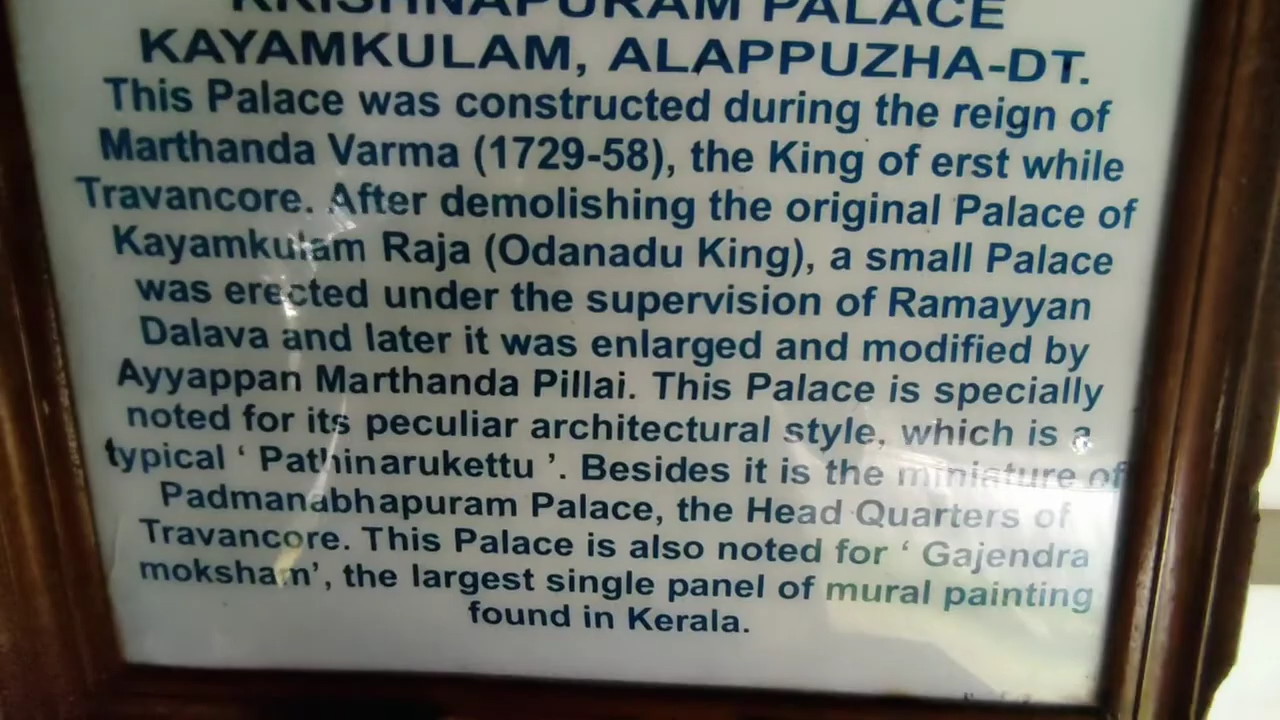 KRISHNAPURAM PALACE
KAYAMKULAM, ALAPPUZHA-DT.
This Palace was constructed during the reign of
Marthanda Varma (1729-58), the King of erst while
Travancore. After demolishing the original Palace of
Kayamkulam Raja (Odanadu King), a small Palace
was erected under the supervision of Ramayyan
Dalava and later it was enlarged and modified by
Ayyappan Marthanda Pillai. This Palace is specially
noted for its peculiar architectural style, which is a
typical ‘ Pathinarukettu ’. Besides it is the miniature of
Padmanabhapuram Palace, the Head Quarters of
Travancore. This Palace is also noted for ‘ Gajendra
moksham’, the largest single panel of mural painting
found in Kerala.